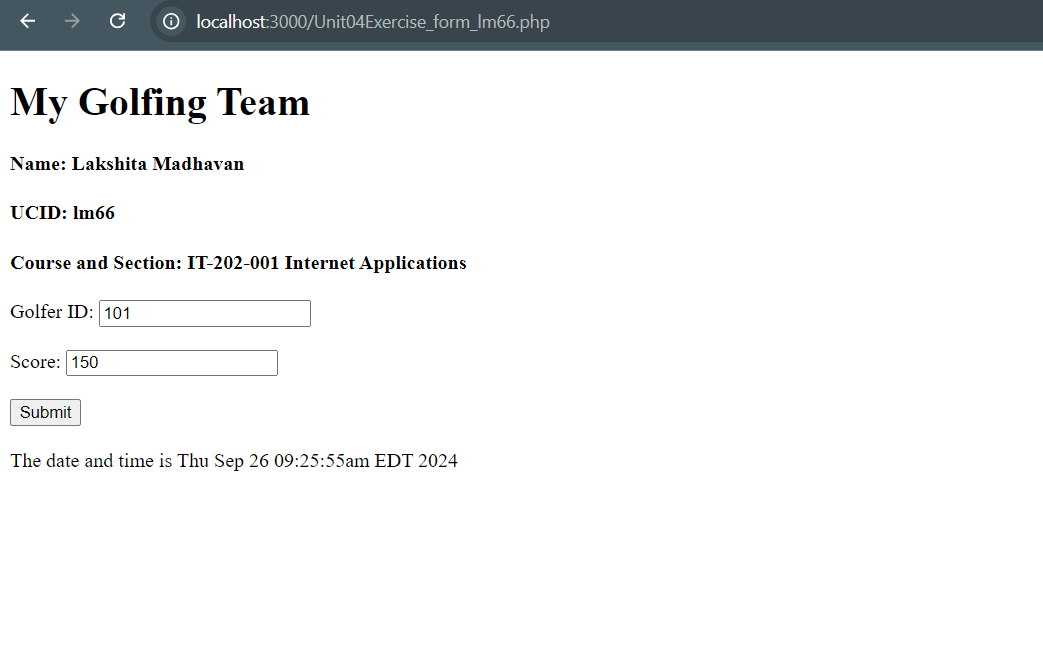 localhost:3000/Unit04Exercise_form_lm66.php
My Golfing Team
Name: Lakshita Madhavan
UCID: lm66
Course and Section: IT-202-001 Internet Applications
Golfer ID: 101
Score: 150
Submit
The date and time is Thu Sep 26 09:25:55am EDT 2024